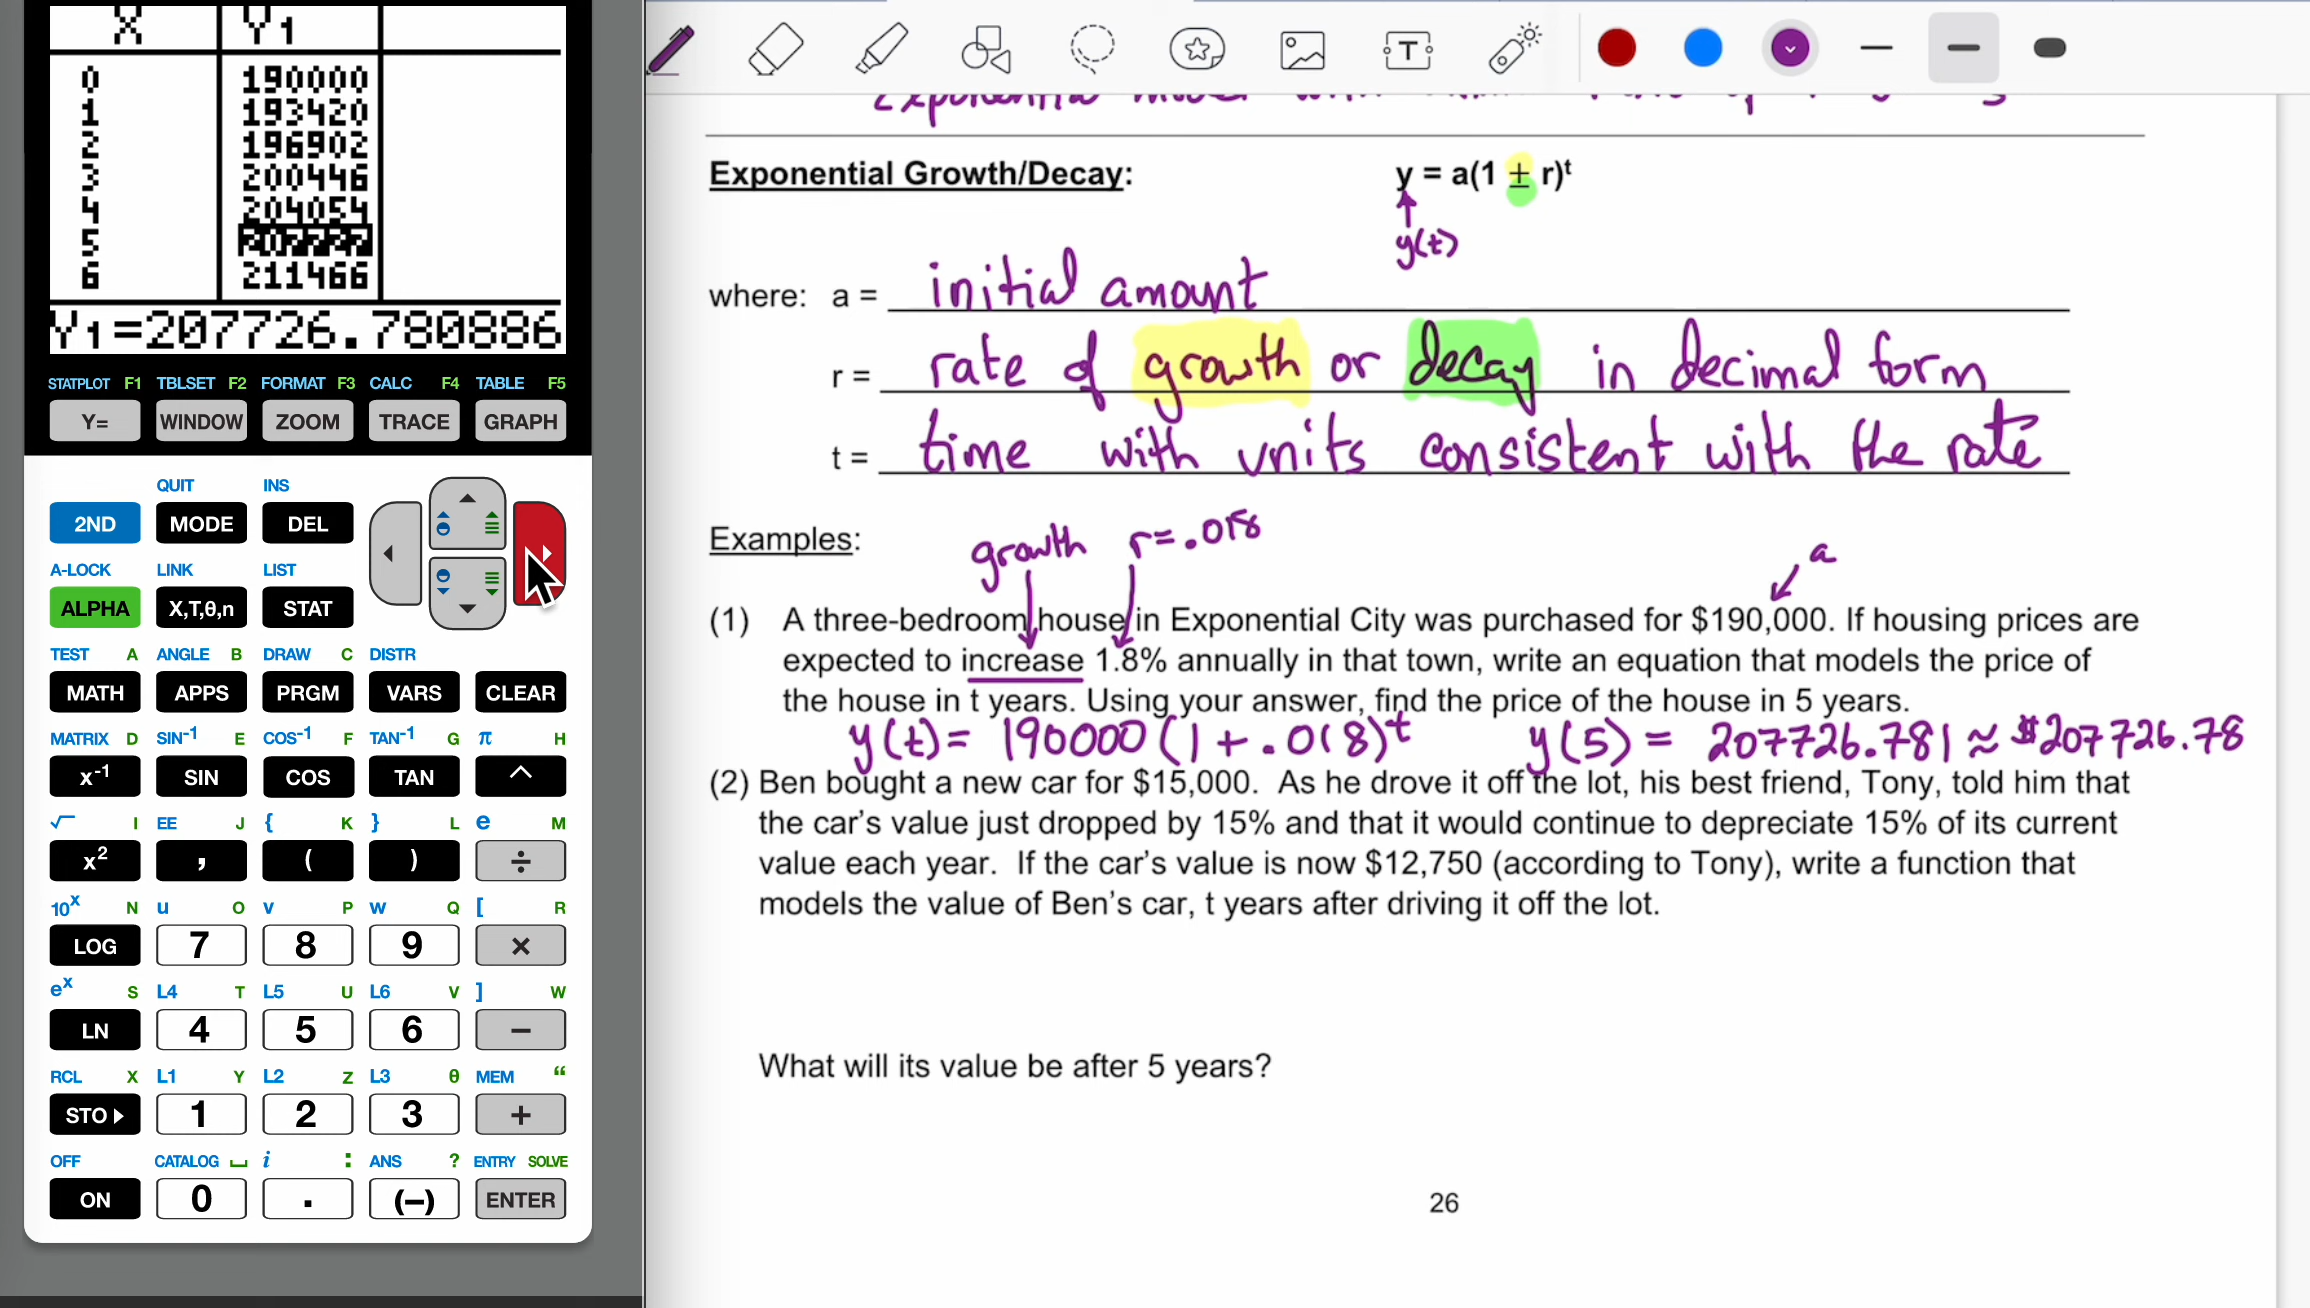 X Y1
0 190000
1 193420
2 196902
3 200446
4 204054
5
6 211466
Y1=207726.780886
STATPLOT F1 TBLSET F2 FORMAT F3 CALC F4 TABLE F5
Y= WINDOW ZOOM TRACE GRAPH
QUIT INS
2ND MODE DEL
A-LOCK LINK LIST
ALPHA X,T,θ,n STAT
TEST A ANGLE B DRAW C DISTR
MATH APPS PRGM VARS CLEAR
MATRIX D SIN⁻¹ E COS⁻¹ F TAN⁻¹ G π H
x⁻¹ SIN COS TAN ^
√ I EE J { K } L e M
x² , ( ) ÷
10ˣ N u O v P w Q [ R
LOG 7 8 9 ×
eˣ S L4 T L5 U L6 V ] W
LN 4 5 6 −
RCL X L1 Y L2 Z L3 θ MEM “
STO▸ 1 2 3 +
OFF CATALOG ⎵ i : ANS ? ENTRY SOLVE
ON 0 . (−) ENTER
T
Exponential Growth/Decay: y = a(1 ± r)ᵗ
y(t)
where: a = initial amount
r = rate of growth or decay in decimal form
t = time with units consistent with the rate
Examples: growth r=.018 a
(1) A three-bedroom house in Exponential City was purchased for $190,000. If housing prices are
expected to increase 1.8% annually in that town, write an equation that models the price of
the house in t years. Using your answer, find the price of the house in 5 years.
y(t)= 190000(1+.018)ᵗ y(5) = 207726.781 ≈ $207726.78
(2) Ben bought a new car for $15,000. As he drove it off the lot, his best friend, Tony, told him that
the car’s value just dropped by 15% and that it would continue to depreciate 15% of its current
value each year. If the car’s value is now $12,750 (according to Tony), write a function that
models the value of Ben’s car, t years after driving it off the lot.
What will its value be after 5 years?
26